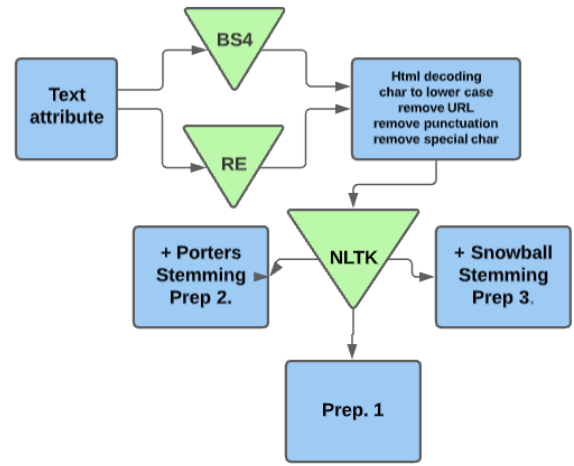 BS4
Text
attribute
Html decoding
char to lower case
remove URL
remove punctuation
remove special char
RE
NLTK
+ Porters
Stemming
Prep 2.
+ Snowball
Stemming
Prep 3.
Prep. 1